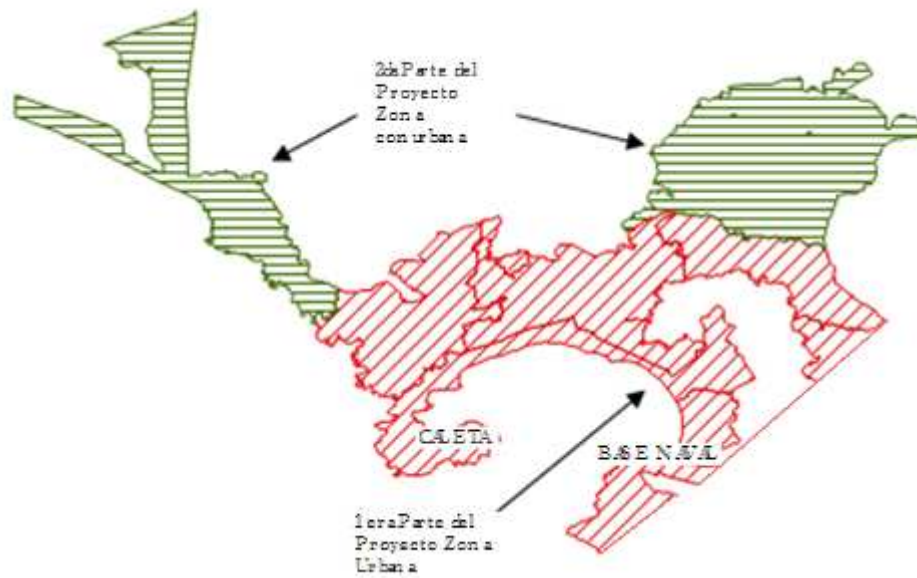 2da Parte del
Proyecto
Zona
conurbana
CALETA
BASE NAVAL
1era Parte del
Proyecto Zona
Urbana